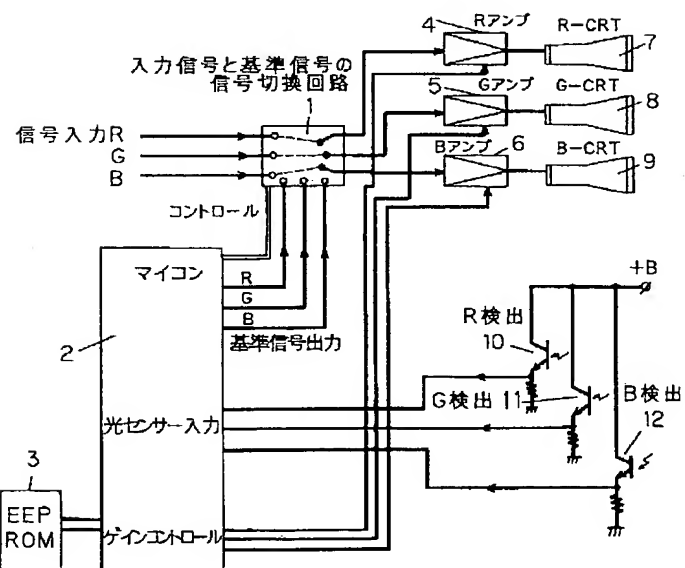 4
Rアンプ
R-CRT
7
入力信号と基準信号の
信号切換回路
1
5
Gアンプ
G-CRT
8
信号入力R
G
B
Bアンプ
6
B-CRT
9
コントロール
マイコン
R
G
B
基準信号出力
2
+B
R検出
10
G検出 11
B検出
12
光センサー入力
3
EEP
ROM
ゲインコントロール